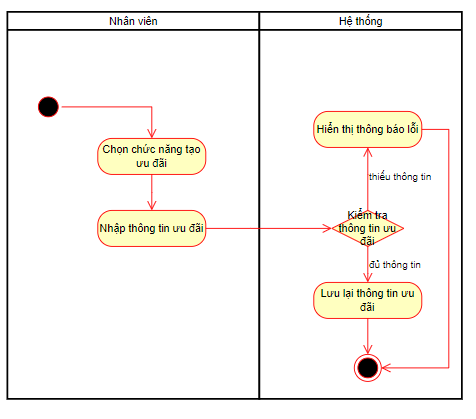 Nhân viên
Hệ thống
Chọn chức năng tạo
ưu đãi
Nhập thông tin ưu đãi
Hiển thị thông báo lỗi
thiếu thông tin
Kiểm tra
thông tin ưu
đãi
đủ thông tin
Lưu lại thông tin ưu
đãi